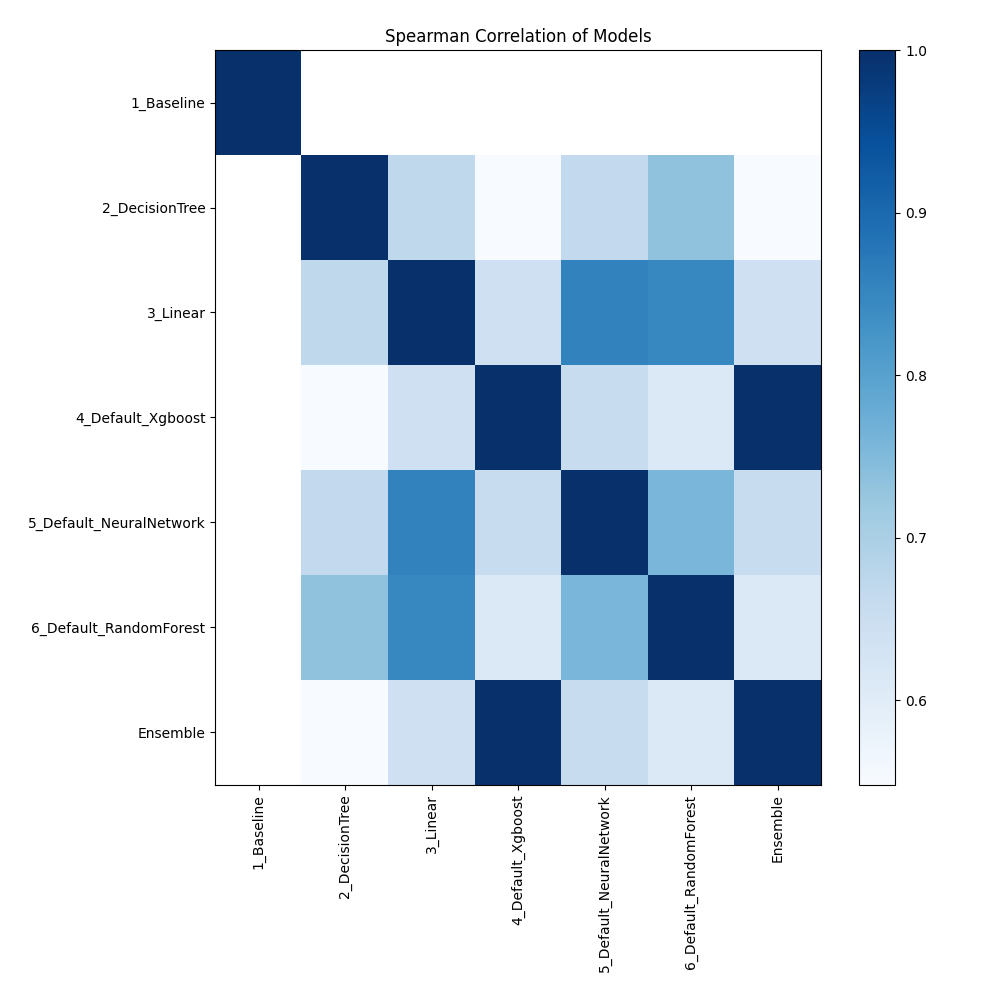 Spearman Correlation of Models
1_Baseline
2_DecisionTree
3_Linear
4_Default_Xgboost
5_Default_NeuralNetwork
6_Default_RandomForest
Ensemble
1_Baseline
2_DecisionTree
3_Linear
4_Default_Xgboost
5_Default_NeuralNetwork
6_Default_RandomForest
Ensemble
1.0
0.9
0.8
0.7
0.6